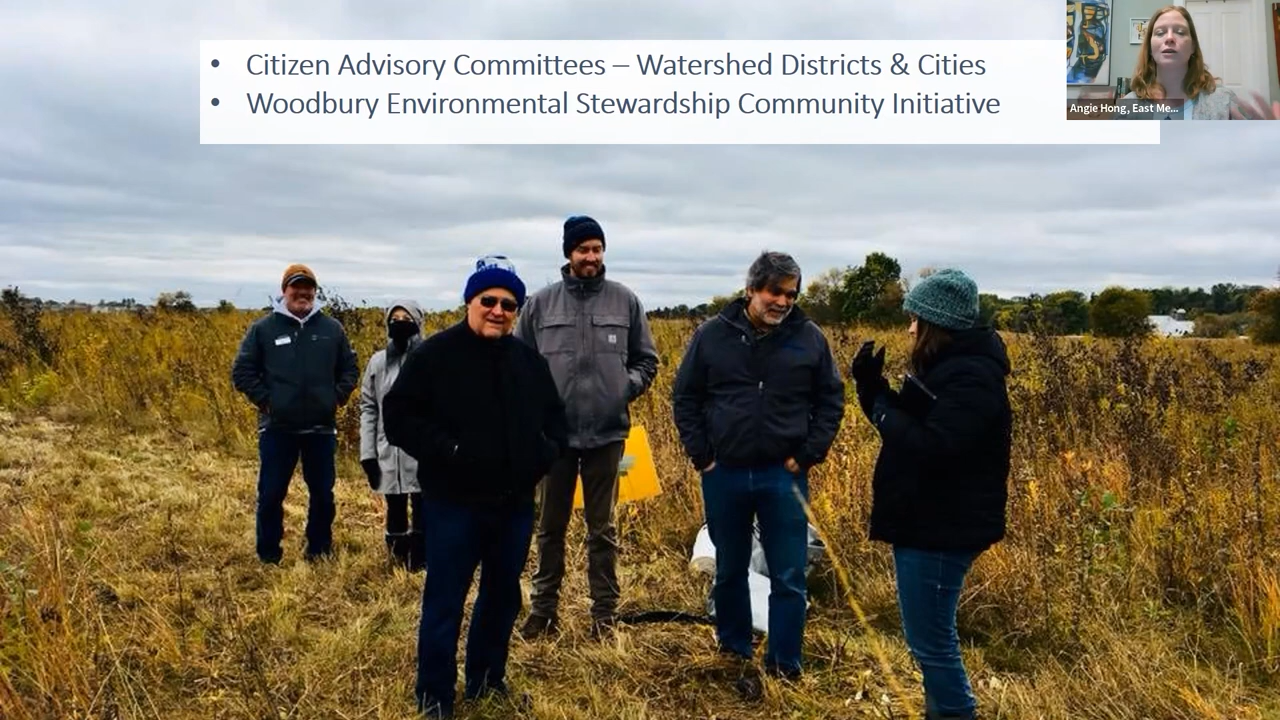 • Citizen Advisory Committees – Watershed Districts & Cities
• Woodbury Environmental Stewardship Community Initiative
Angie Hong, East Me...